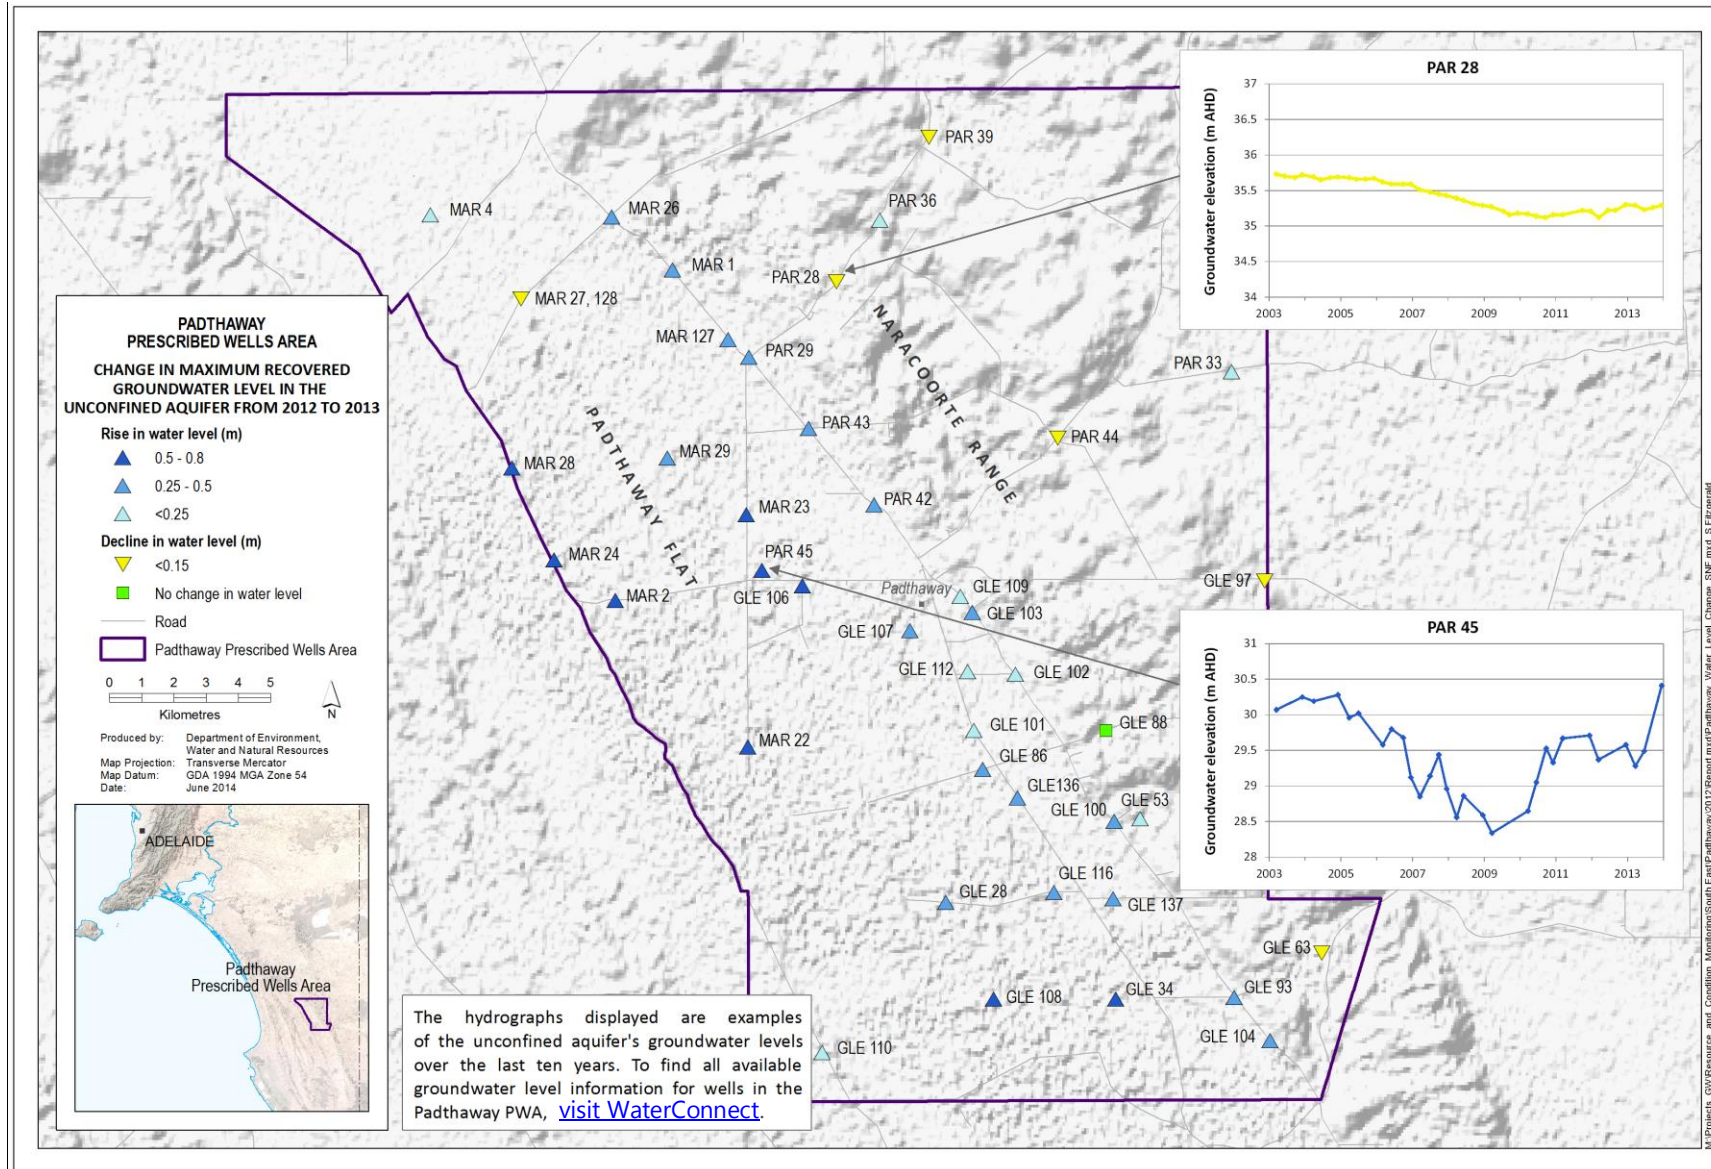 PADTHAWAY
PRESCRIBED WELLS AREA
CHANGE IN MAXIMUM RECOVERED
GROUNDWATER LEVEL IN THE
UNCONFINED AQUIFER FROM 2012 TO 2013
Rise in water level (m)
0.5 - 0.8
0.25 - 0.5
<0.25
Decline in water level (m)
<0.15
No change in water level
Road
Padthaway Prescribed Wells Area
0 1 2 3 4 5
Kilometres
N
Produced by: Department of Environment,
Water and Natural Resources
Map Projection: Transverse Mercator
Map Datum: GDA 1994 MGA Zone 54
Date: June 2014
ADELAIDE
Padthaway
Prescribed Wells Area
PAR 39
MAR 4
MAR 26
PAR 36
MAR 1
PAR 28
MAR 27, 128
MAR 127
PAR 29
NARACOORTE RANGE
PAR 33
PADTHAWAY FLAT
PAR 43
PAR 44
MAR 29
MAR 28
PAR 42
MAR 23
MAR 24
PAR 45
GLE 97
Padthaway
GLE 109
GLE 106
MAR 2
GLE 103
GLE 107
GLE 112
GLE 102
GLE 101
GLE 88
MAR 22
GLE 86
GLE136
GLE 53
GLE 100
GLE 116
GLE 28
GLE 137
GLE 63
GLE 108
GLE 34
GLE 93
GLE 104
GLE 110
PAR 28
Groundwater elevation (m AHD)
37
36.5
36
35.5
35
34.5
34
2003 2005 2007 2009 2011 2013
PAR 45
Groundwater elevation (m AHD)
31
30.5
30
29.5
29
28.5
28
2003 2005 2007 2009 2011 2013
The hydrographs displayed are examples
of the unconfined aquifer's groundwater levels
over the last ten years. To find all available
groundwater level information for wells in the
Padthaway PWA, visit WaterConnect.
M:\Projects_GW\Resource_and_Condition_Monitoring\South East\Padthaway\2012\Report mxd\Padthaway_Water_Level_Change_SNF.mxd S Fitzgerald